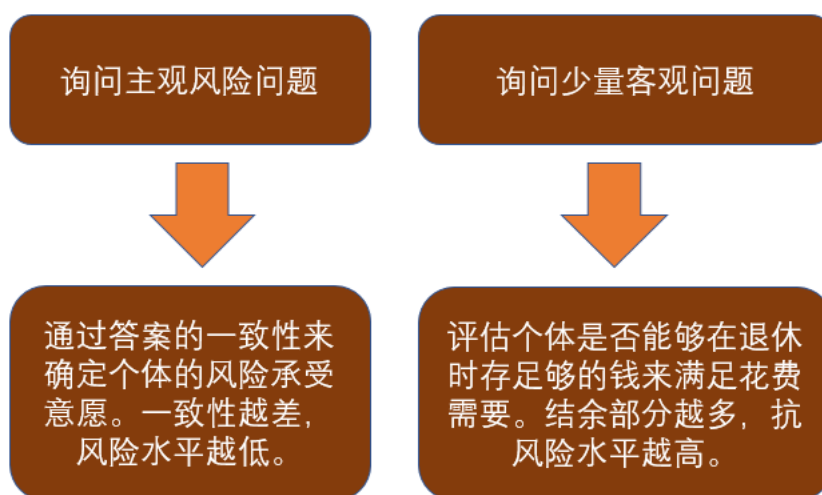 询问主观风险问题
询问少量客观问题
通过答案的一致性来
确定个体的风险承受
意愿。一致性越差，
风险水平越低。
评估个体是否能够在退休
时存足够的钱来满足花费
需要。结余部分越多，抗
风险水平越高。